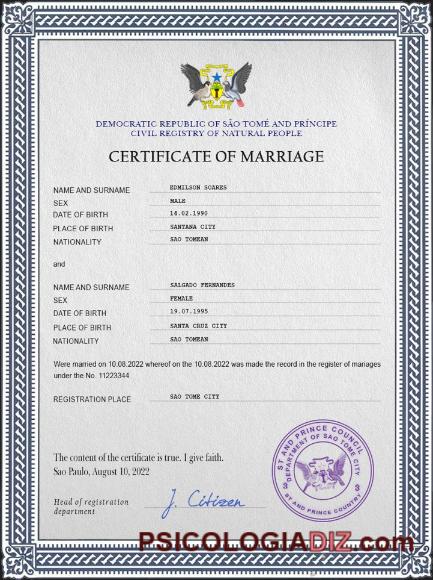 DEMOCRATIC REPUBLIC OF SÃO TOMÉ AND PRÍNCIPE
CIVIL REGISTRY OF NATURAL PEOPLE
CERTIFICATE OF MARRIAGE
NAME AND SURNAME EDMILSON SOARES
SEX MALE
DATE OF BIRTH 14.02.1990
PLACE OF BIRTH SANTANA CITY
NATIONALITY SAO TOMEAN
and
NAME AND SURNAME SALGADO FERNANDES
SEX FEMALE
DATE OF BIRTH 19.07.1995
PLACE OF BIRTH SANTA CRUZ CITY
NATIONALITY SAO TOMEAN
Were married on 10.08.2022 whereof on the 10.08.2022 was made the record in the register of mariages
under the No. 11223344
REGISTRATION PLACE SAO TOME CITY
The content of the certificate is true. I give faith.
Sao Paulo, August 10, 2022
Head of registration
department
J. Citizen
ST AND PRINCE COUNCIL
DEPARTMENT OF SAO TOME CITY
3 3
ST AND PRINCE COUNTRY
PSICOLOGIADIZ.com